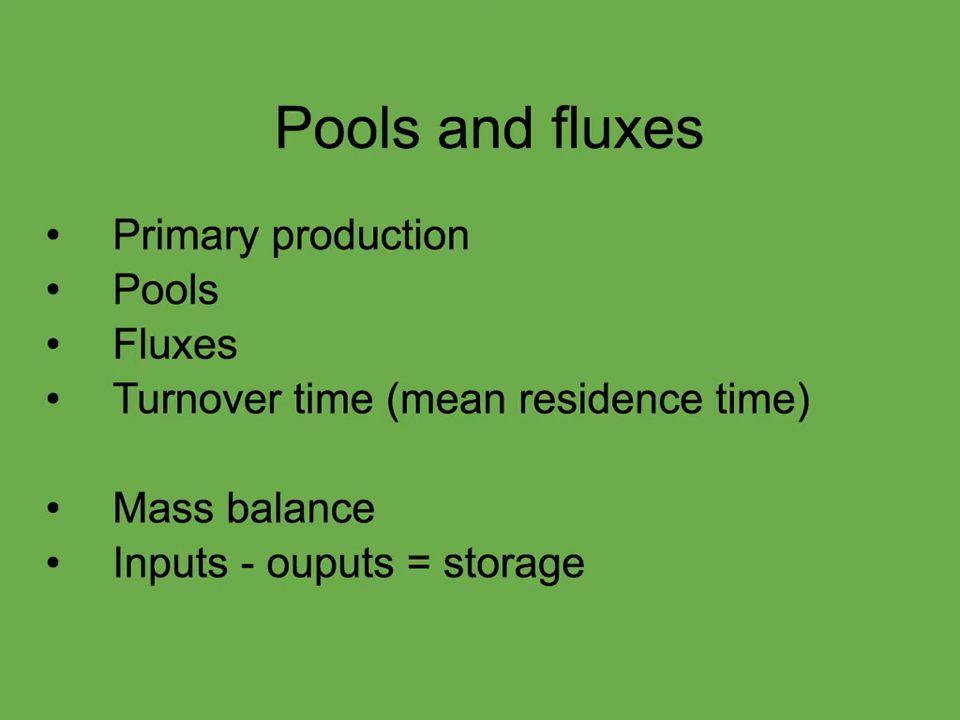 Pools and fluxes
• Primary production
• Pools
• Fluxes
• Turnover time (mean residence time)
• Mass balance
• Inputs - ouputs = storage